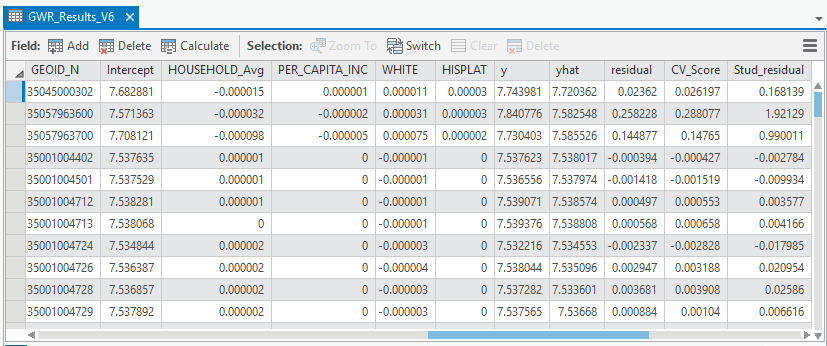 GWR_Results_V6 ×
Field: Add Delete Calculate Selection: Zoom To Switch Clear Delete
GEOID_N Intercept HOUSEHOLD_Avg PER_CAPITA_INC WHITE HISPLAT y yhat residual CV_Score Stud_residual
35045000302 7.682881 -0.000015 0.000001 0.000011 0.00003 7.743981 7.720362 0.02362 0.026197 0.168139
35057963600 7.571363 -0.000032 -0.000002 0.000031 0.000003 7.840776 7.582548 0.258228 0.288077 1.92129
35057963700 7.708121 -0.000098 -0.000005 0.000075 0.000002 7.730403 7.585526 0.144877 0.14765 0.990011
35001004402 7.537635 0.000001 0 -0.000001 0 7.537623 7.538017 -0.000394 -0.000427 -0.002784
35001004501 7.537529 0.000001 0 -0.000001 0 7.536556 7.537974 -0.001418 -0.001519 -0.009934
35001004712 7.538281 0.000001 0 -0.000001 0 7.539071 7.538574 0.000497 0.000553 0.003577
35001004713 7.538068 0 0 -0.000001 0 7.539376 7.538808 0.000568 0.000658 0.004166
35001004724 7.534844 0.000002 0 -0.000003 0 7.532216 7.534553 -0.002337 -0.002828 -0.017985
35001004726 7.536387 0.000002 0 -0.000004 0 7.538044 7.535096 0.002947 0.003188 0.020954
35001004728 7.536857 0.000002 0 -0.000003 0 7.537282 7.533601 0.003681 0.003908 0.02586
35001004729 7.537892 0.000002 0 -0.000003 0 7.537565 7.53668 0.000884 0.00104 0.006616